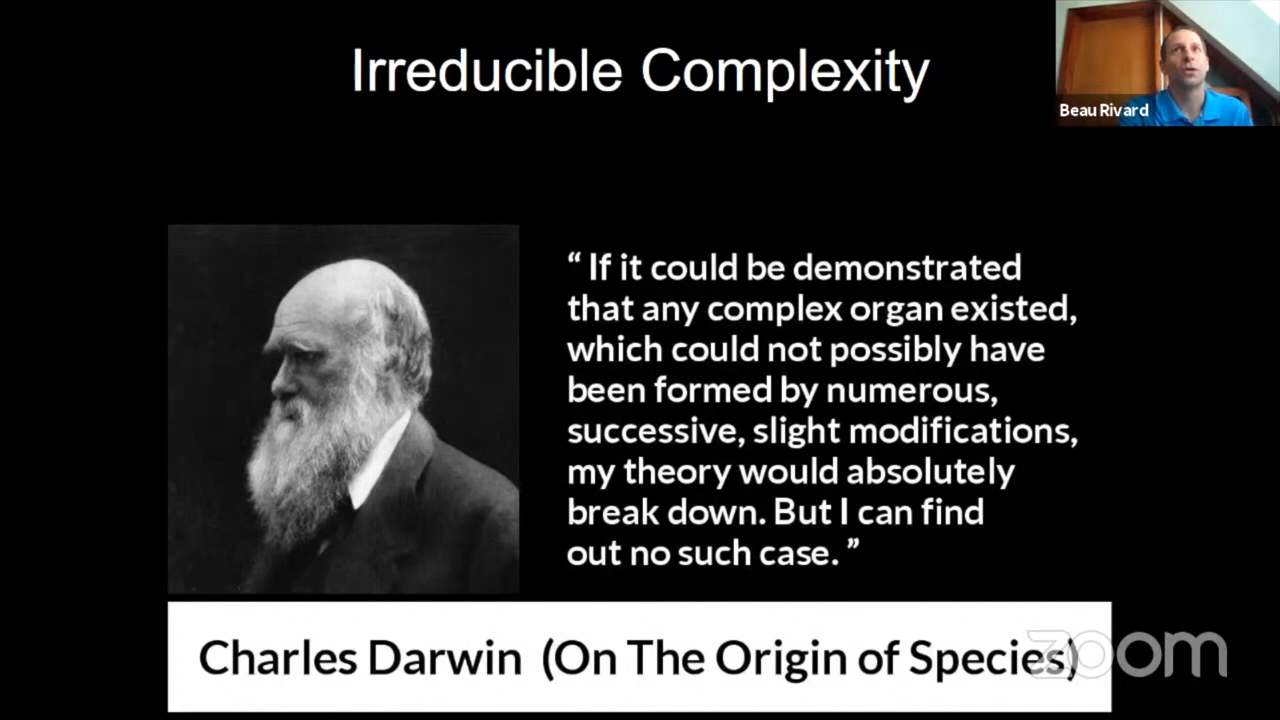 Irreducible Complexity
Beau Rivard
“ If it could be demonstrated
that any complex organ existed,
which could not possibly have
been formed by numerous,
successive, slight modifications,
my theory would absolutely
break down. But I can find
out no such case. ”
Charles Darwin (On The Origin of Species)
zoom